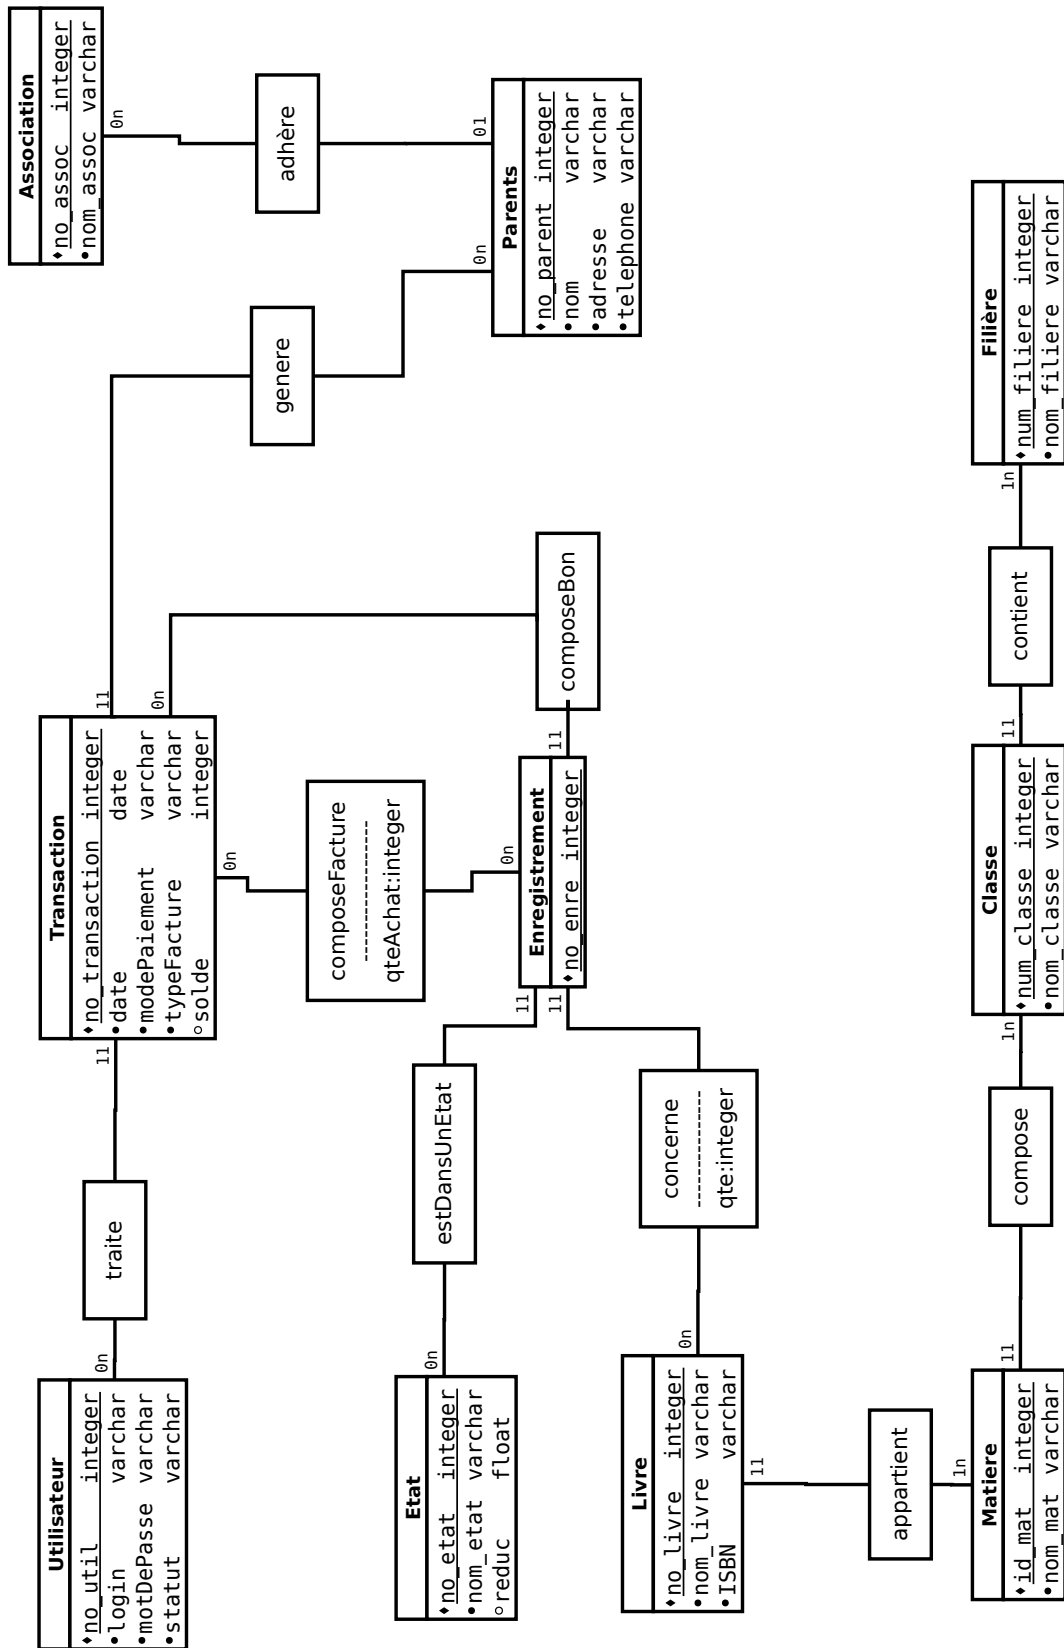 Utilisateur
no_util integer
login varchar
motDePasse varchar
statut varchar
0n
traite
11
Transaction
no_transaction integer
date date
modePaiement varchar
typeFacture varchar
solde integer
11
0n
0n
genere
0n
Association
no_assoc integer
nom_assoc varchar
0n
adhère
01
Parents
no_parent integer
nom varchar
adresse varchar
telephone varchar
composeFacture
--------------
qteAchat:integer
0n
composeBon
11
Enregistrement
no_enre integer
11
11
Etat
no_etat integer
nom_etat varchar
reduc float
0n
estDansUnEtat
Livre
no_livre integer
nom_livre varchar
ISBN varchar
0n
concerne
--------------
qte:integer
11
appartient
1n
Matiere
id_mat integer
nom_mat varchar
11
compose
1n
Classe
num_classe integer
nom_classe varchar
11
contient
1n
Filière
num_filiere integer
nom_filiere varchar